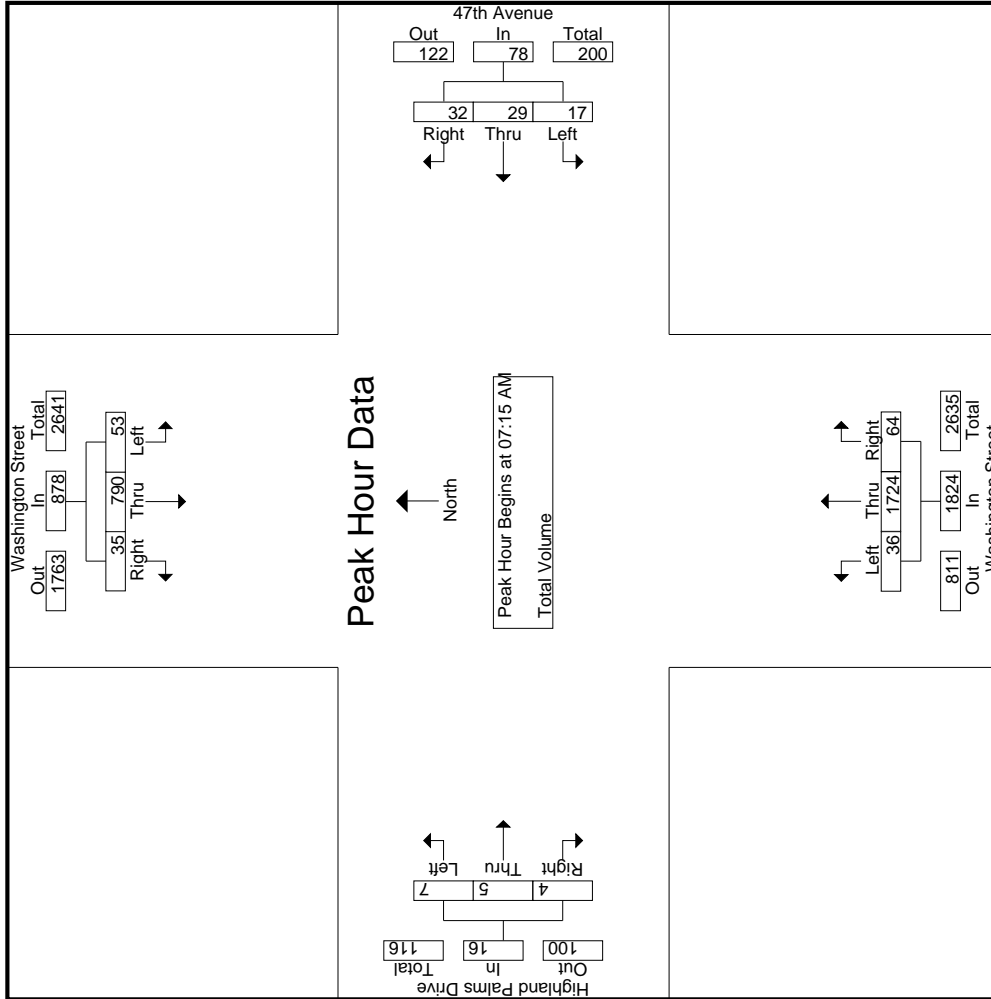 47th Avenue
Out In Total
122 78 200
32 29 17
Right Thru Left
Washington Street
Out In Total
1763 878 2641
35 790 53
Right Thru Left
Peak Hour Data
North
Peak Hour Begins at 07:15 AM
Total Volume
Left Thru Right
36 1724 64
811 1824 2635
Out In Total
Washington Street
Left Thru Right
7 5 4
Total In Out
116 16 100
Highland Palms Drive